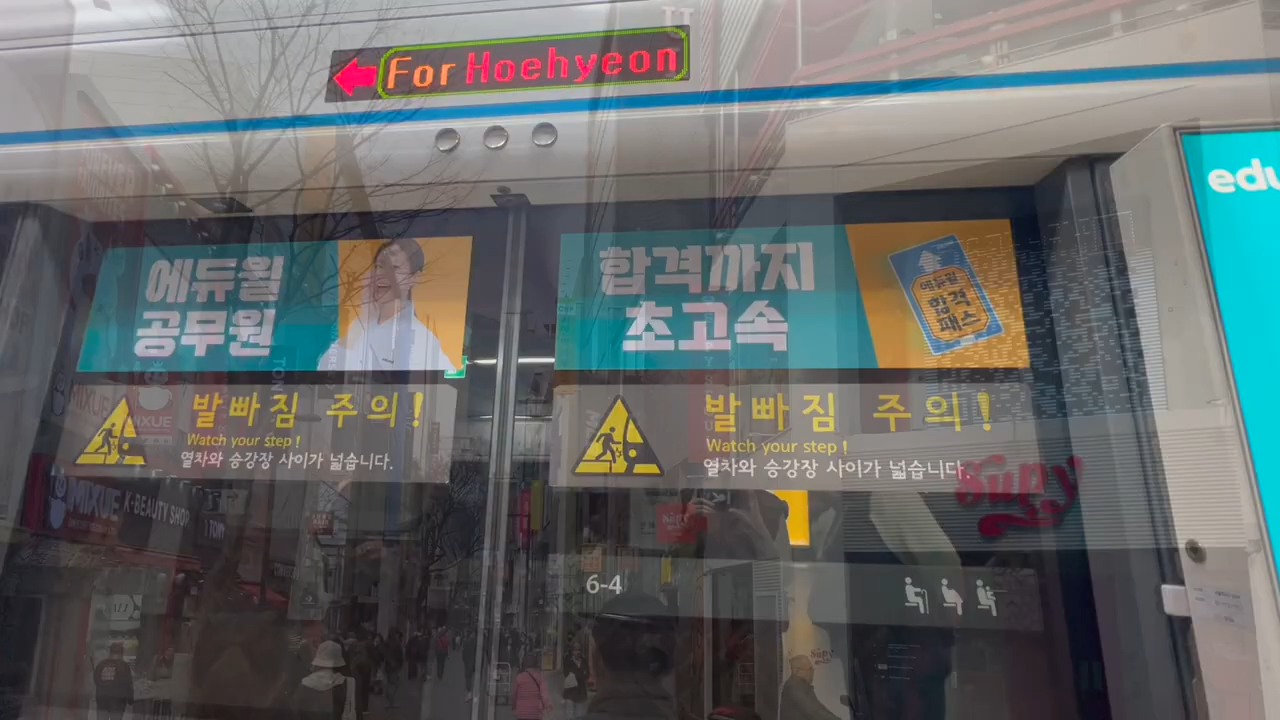 For Hoehyeon
edu
에듀윌
공무원
합격까지
초고속
에듀윌
합격
패스
발빠짐 주의!
Watch your step!
열차와 승강장 사이가 넓습니다.
발빠짐 주의!
Watch your step!
열차와 승강장 사이가 넓습니다.
MIXUE
MIXUE
K-BEAUTY SHOP
TONY
Supy
6-4